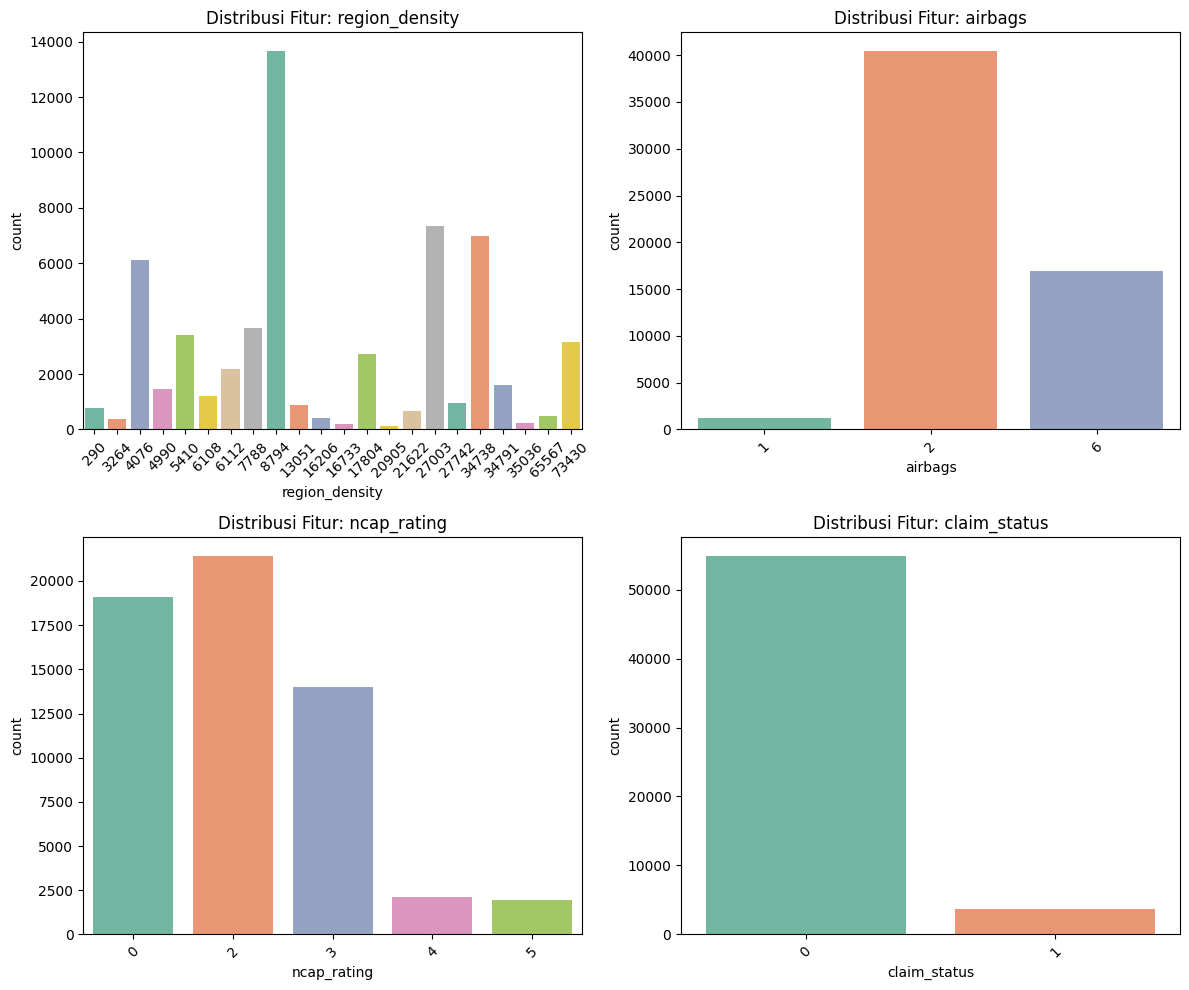 Distribusi Fitur: region_density
14000
12000
10000
8000
6000
4000
2000
0
count
290 3264 4076 4990 5410 6108 6112 7788 8794 13051 16206 16733 17804 20905 21622 27003 27742 34738 34791 35036 65567 73430
region_density
Distribusi Fitur: airbags
40000
35000
30000
25000
20000
15000
10000
5000
0
count
1 2 6
airbags
Distribusi Fitur: ncap_rating
20000
17500
15000
12500
10000
7500
5000
2500
0
count
0 2 3 4 5
ncap_rating
Distribusi Fitur: claim_status
50000
40000
30000
20000
10000
0
count
0 1
claim_status